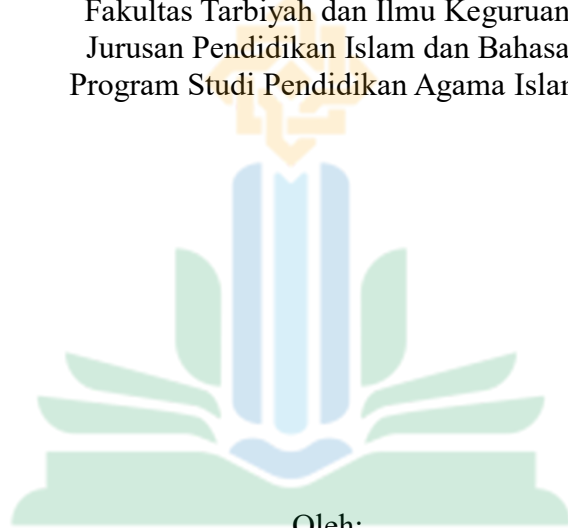 Fakultas Tarbiyah dan Ilmu Keguruan
Jurusan Pendidikan Islam dan Bahasa
Program Studi Pendidikan Agama Islam
Oleh: